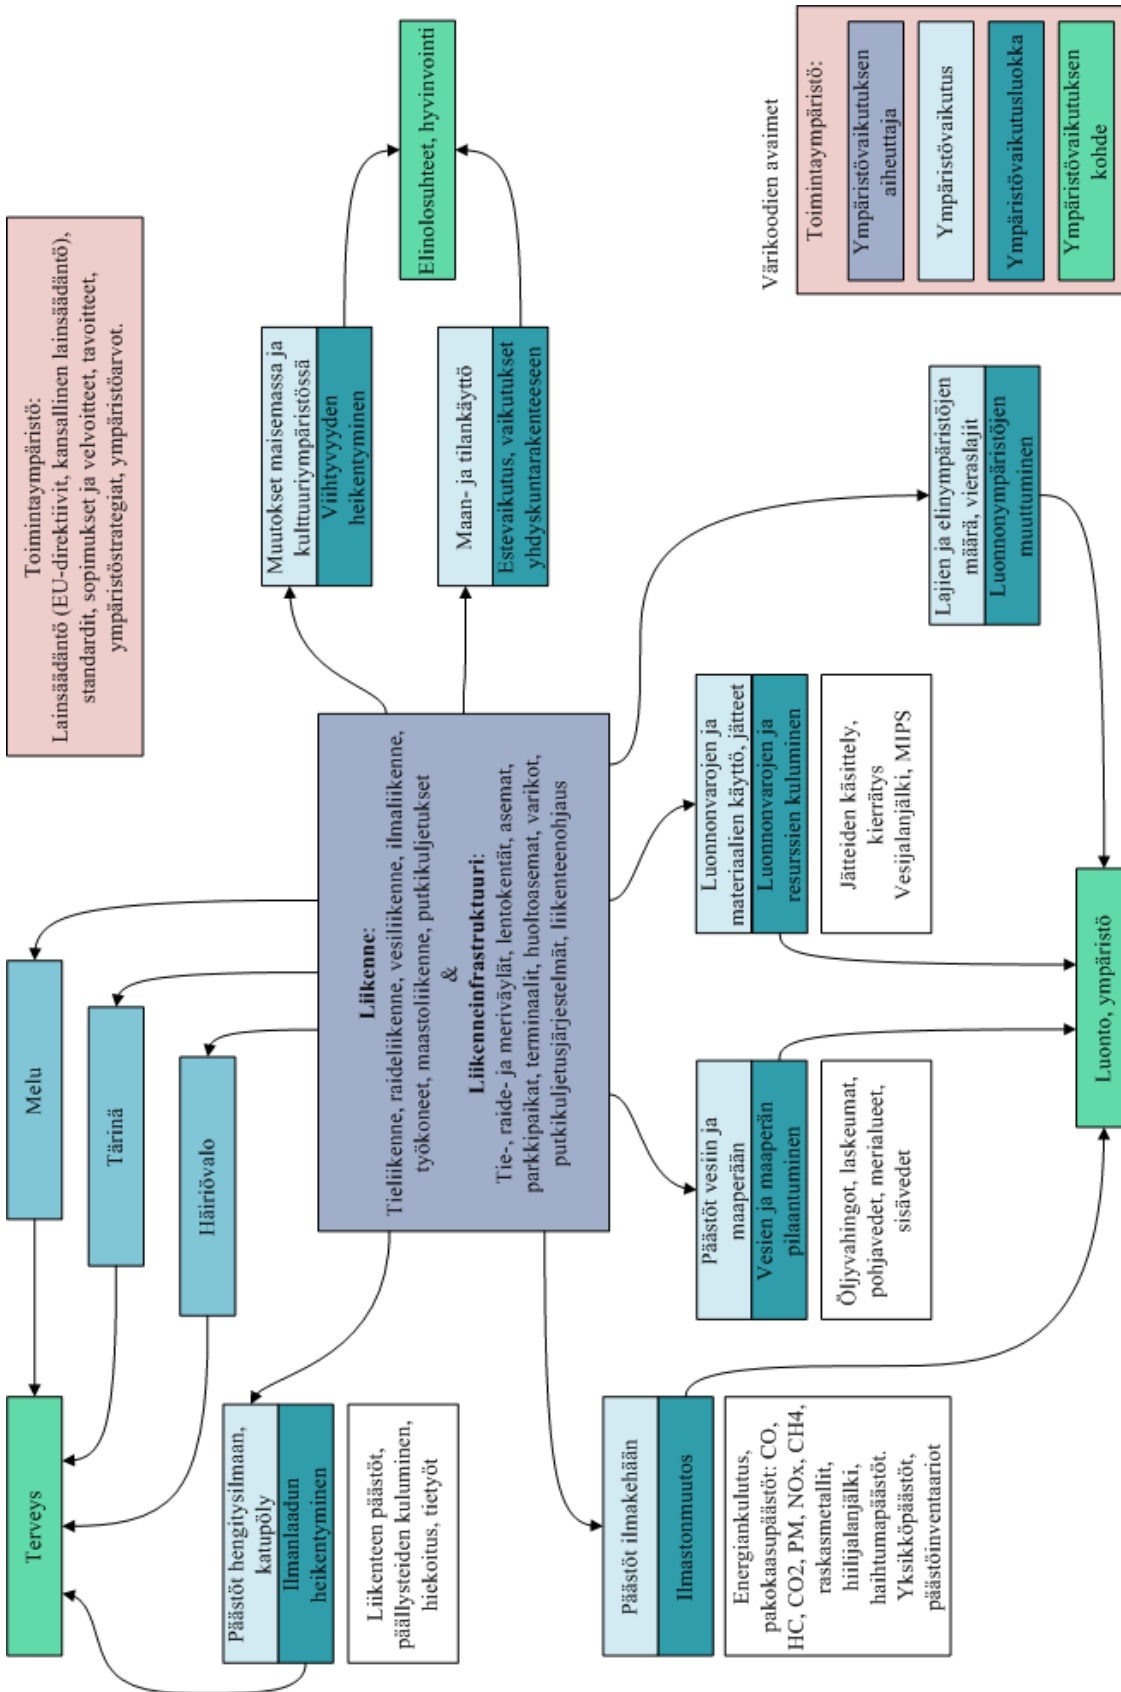 Toimintaympäristö:
Lainsäädäntö (EU-direktiivit, kansallinen lainsäädäntö),
standardit, sopimukset ja velvoitteet, tavoitteet,
ympäristöstrategiat, ympäristöarvot.
Terveys
Melu
Tärinä
Häiriövalo
Päästöt hengitysilmaan,
katupöly
Ilmanlaadun
heikentyminen
Liikenteen päästöt,
päällysteiden kuluminen,
hiekoitus, tietyöt
Liikenne:
Tieliikenne, raideliikenne, vesiliikenne, ilmaliikenne,
työkoneet, maastoliikenne, putkikuljetukset
&
Liikenneinfrastruktuuri:
Tie-, raide- ja meriväylät, lentokentät, asemat,
parkkipaikat, terminaalit, huoltoasemat, varikot,
putkikuljetusjärjestelmät, liikenteenohjaus
Muutokset maisemassa ja
kulttuuriympäristössä
Viihtyvyyden
heikentyminen
Elinolosuhteet, hyvinvointi
Maan- ja tilankäyttö
Estevaikutus, vaikutukset
yhdyskuntarakenteeseen
Päästöt ilmakehään
Ilmastonmuutos
Energiankulutus,
pakokaasupäästöt: CO,
HC, CO2, PM, NOx, CH4,
raskasmetallit,
hiilijalanjälki,
haihtumapäästöt.
Yksikköpäästöt,
päästöinventaariot
Päästöt vesiin ja
maaperään
Vesien ja maaperän
pilaantuminen
Öljyvahingot, laskeumat,
pohjavedet, merialueet,
sisävedet
Luonnonvarojen ja
materiaalien käyttö, jätteet
Luonnonvarojen ja
resurssien kuluminen
Jätteiden käsittely,
kierrätys
Vesijalanjälki, MIPS
Lajien ja elinympäristöjen
määrä, vieraslajit
Luonnonympäristöjen
muuttuminen
Luonto, ympäristö
Värikoodien avaimet
Toimintaympäristö:
Ympäristövaikutuksen
aiheuttaja
Ympäristövaikutus
Ympäristövaikutusluokka
Ympäristövaikutuksen
kohde